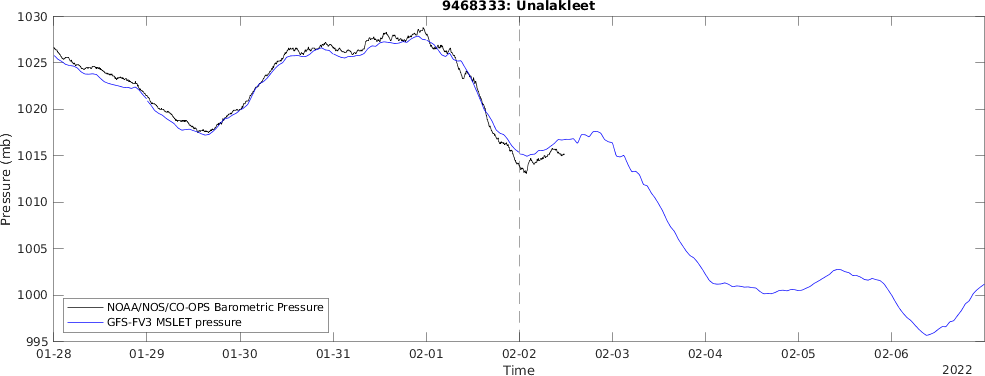 9468333: Unalakleet
Pressure (mb)
1030
1025
1020
1015
1010
1005
1000
995
NOAA/NOS/CO-OPS Barometric Pressure
GFS-FV3 MSLET pressure
01-28 01-29 01-30 01-31 02-01 02-02 02-03 02-04 02-05 02-06
Time
2022